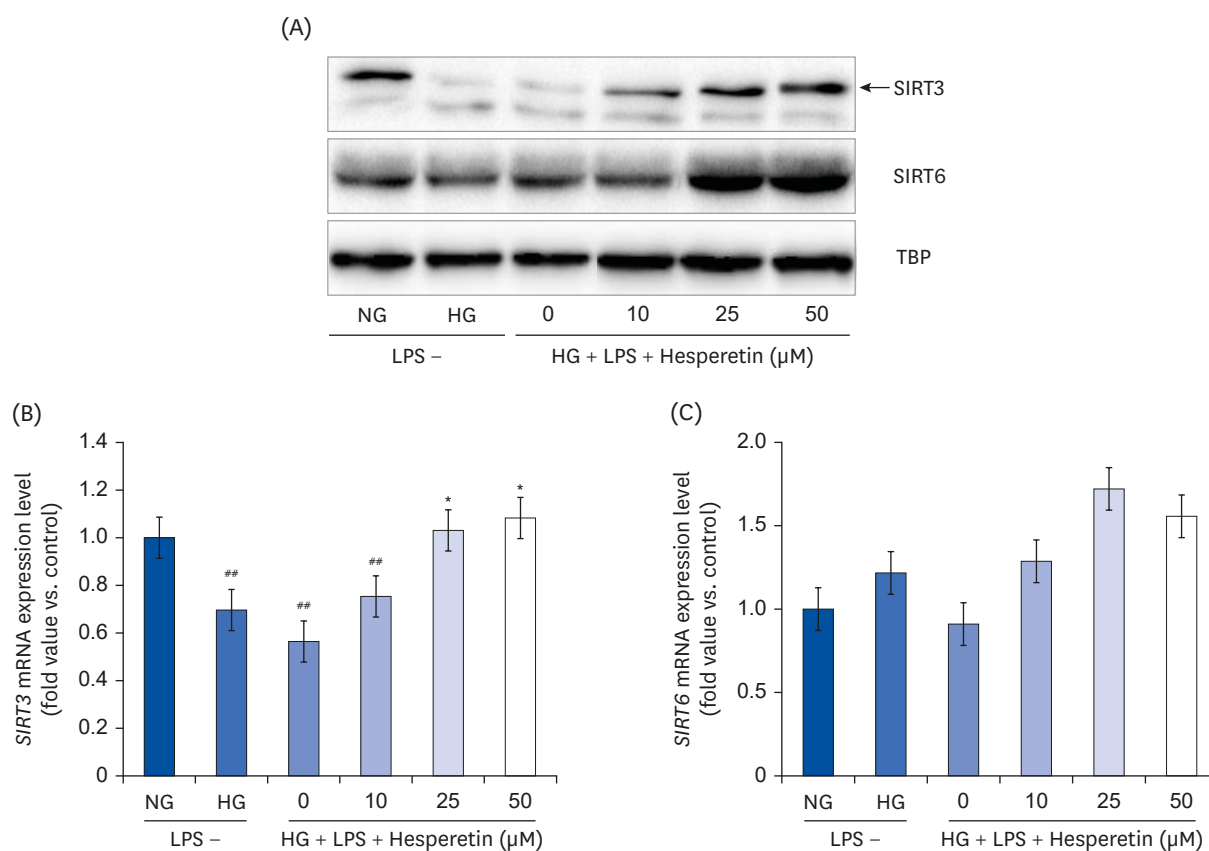 (A)
SIRT3
SIRT6
TBP
NG HG 0 10 25 50
LPS – HG + LPS + Hesperetin (µM)
(B)
SIRT3 mRNA expression level
(fold value vs. control)
1.4
1.2
1.0
0.8
0.6
0.4
0.2
0
## ## ## * *
NG HG 0 10 25 50
LPS – HG + LPS + Hesperetin (µM)
(C)
SIRT6 mRNA expression level
(fold value vs. control)
2.0
1.5
1.0
0.5
0
NG HG 0 10 25 50
LPS – HG + LPS + Hesperetin (µM)